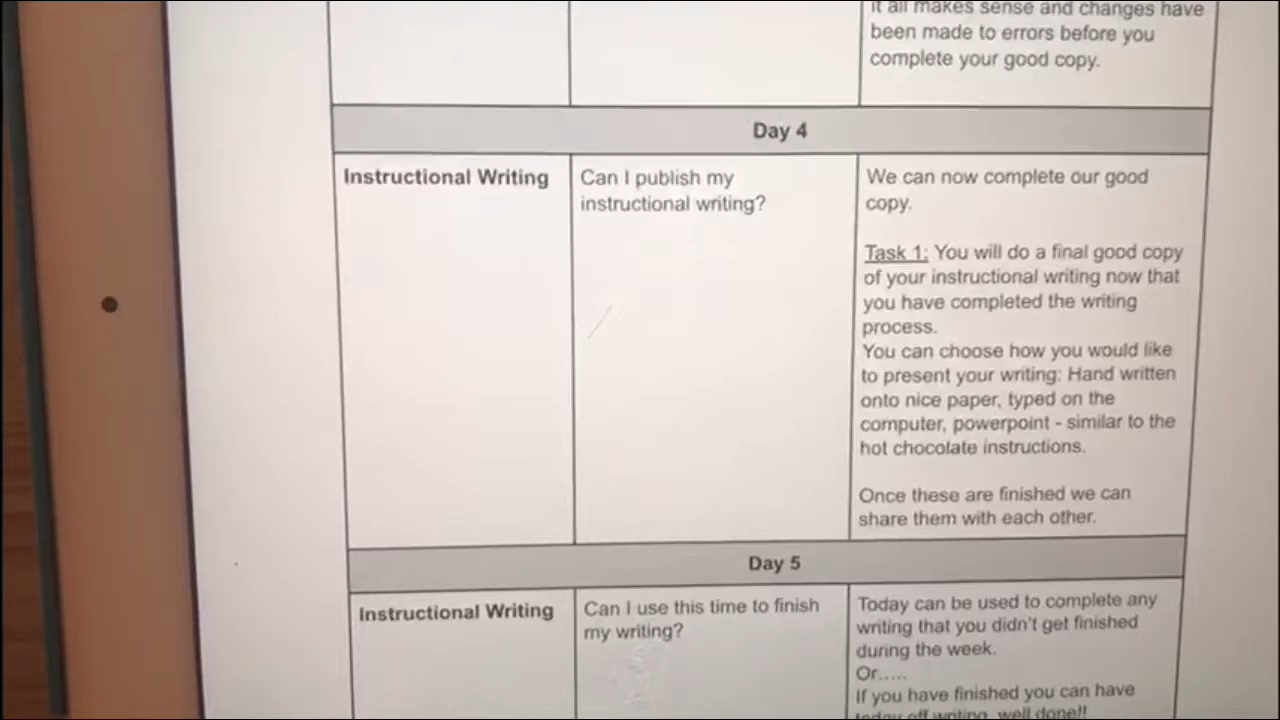 it all makes sense and changes have
been made to errors before you
complete your good copy.
Day 4
Instructional Writing
Can I publish my
instructional writing?
We can now complete our good
copy.
Task 1: You will do a final good copy
of your instructional writing now that
you have completed the writing
process.
You can choose how you would like
to present your writing: Hand written
onto nice paper, typed on the
computer, powerpoint - similar to the
hot chocolate instructions.
Once these are finished we can
share them with each other.
Day 5
Instructional Writing
Can I use this time to finish
my writing?
Today can be used to complete any
writing that you didn't get finished
during the week.
Or.....
If you have finished you can have
today off writing, well done!!